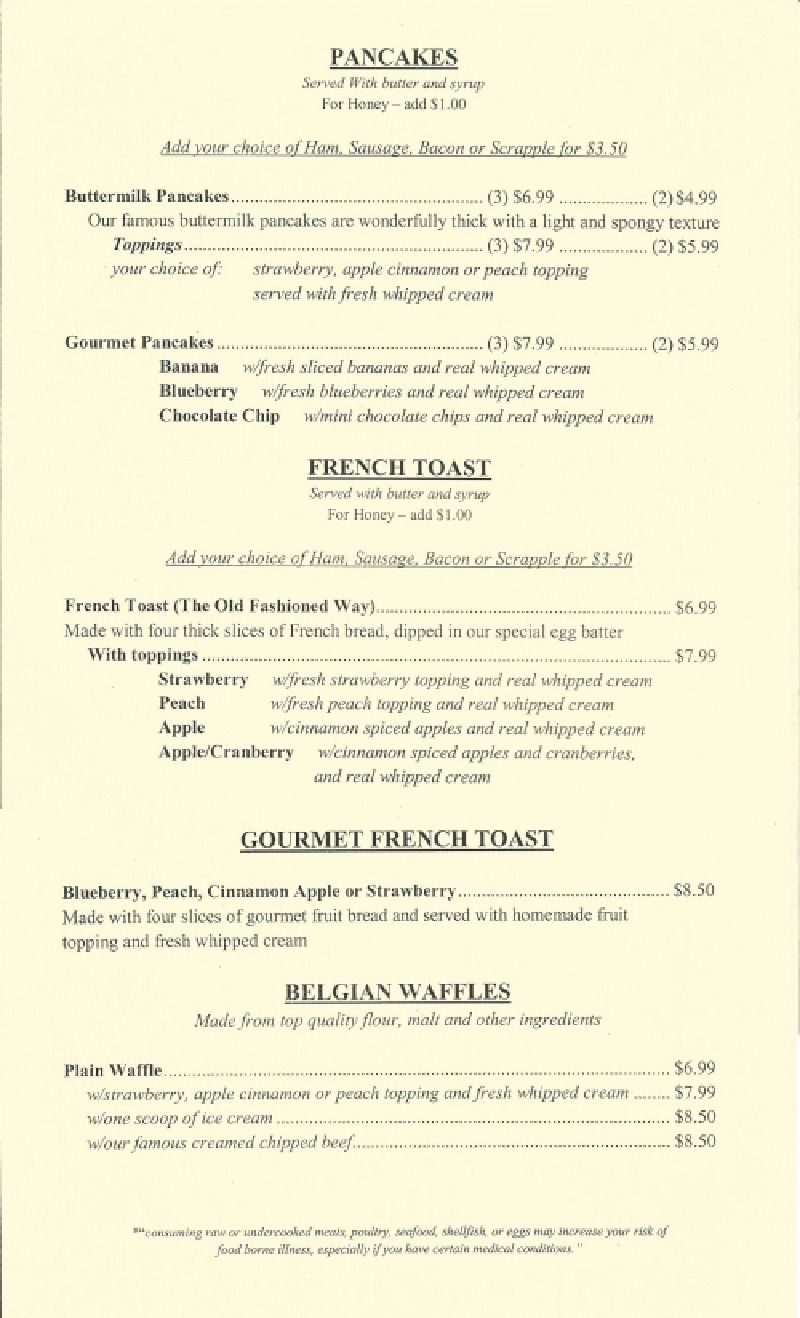 PANCAKES
Served With butter and syrup
For Honey – add $1.00
Add your choice of Ham, Sausage, Bacon or Scrapple for $3.50
Buttermilk Pancakes.................................................... (3) $6.99 .................. (2) $4.99
Our famous buttermilk pancakes are wonderfully thick with a light and spongy texture
Toppings............................................................. (3) $7.99 .................. (2) $5.99
your choice of: strawberry, apple cinnamon or peach topping
served with fresh whipped cream
Gourmet Pancakes ...................................................... (3) $7.99 .................. (2) $5.99
Banana w/fresh sliced bananas and real whipped cream
Blueberry w/fresh blueberries and real whipped cream
Chocolate Chip w/mini chocolate chips and real whipped cream
FRENCH TOAST
Served with butter and syrup
For Honey – add $1.00
Add your choice of Ham, Sausage, Bacon or Scrapple for $3.50
French Toast (The Old Fashioned Way)............................................................ $6.99
Made with four thick slices of French bread, dipped in our special egg batter
With toppings ............................................................................................... $7.99
Strawberry w/fresh strawberry topping and real whipped cream
Peach w/fresh peach topping and real whipped cream
Apple w/cinnamon spiced apples and real whipped cream
Apple/Cranberry w/cinnamon spiced apples and cranberries,
and real whipped cream
GOURMET FRENCH TOAST
Blueberry, Peach, Cinnamon Apple or Strawberry........................................... $8.50
Made with four slices of gourmet fruit bread and served with homemade fruit
topping and fresh whipped cream
BELGIAN WAFFLES
Made from top quality flour, malt and other ingredients
Plain Waffle....................................................................................................... $6.99
w/strawberry, apple cinnamon or peach topping and fresh whipped cream ........ $7.99
w/one scoop of ice cream ................................................................................ $8.50
w/our famous creamed chipped beef................................................................ $8.50
"*consuming raw or undercooked meats, poultry, seafood, shellfish, or eggs may increase your risk of
food borne illness, especially if you have certain medical conditions."